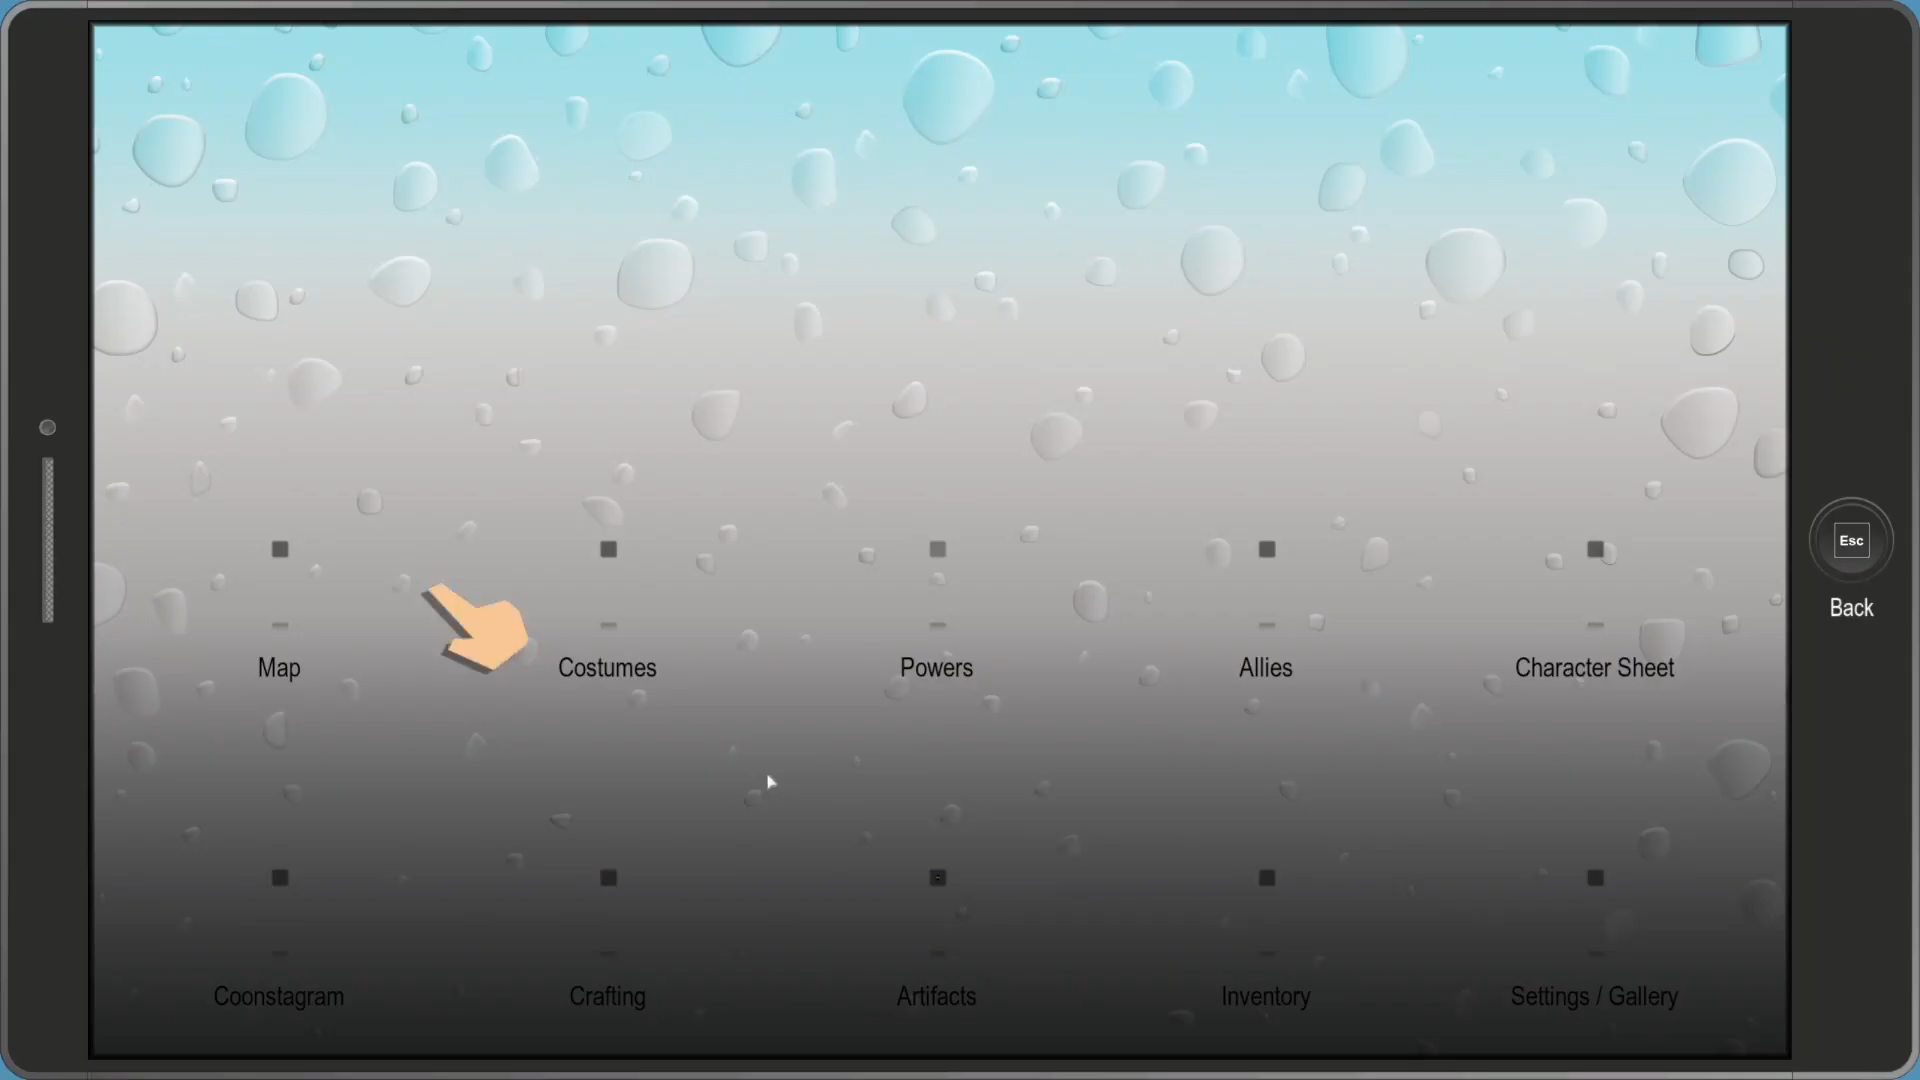 Esc
Back
Map
Costumes
Powers
Allies
Character Sheet
Coonstagram
Crafting
Artifacts
Inventory
Settings / Gallery